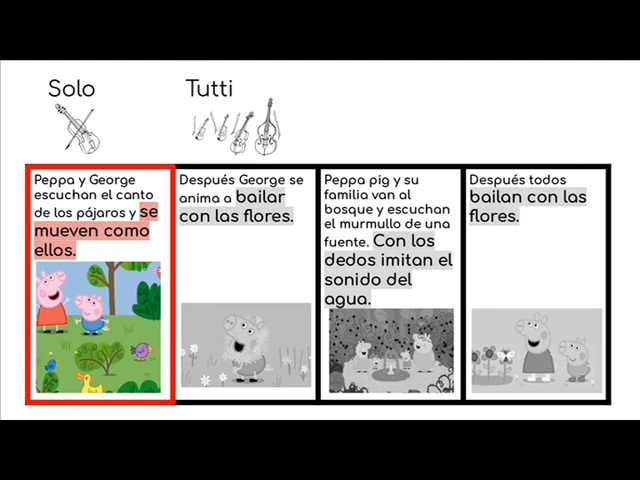 Solo
Tutti
Peppa y George
escuchan el canto
de los pájaros y se
mueven como
ellos.
Después George se
anima a bailar
con las flores.
Peppa pig y su
familia van al
bosque y escuchan
el murmullo de una
fuente. Con los
dedos imitan el
sonido del
agua.
Después todos
bailan con las
flores.